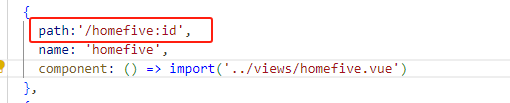 {
path:'/homefive:id',
name: 'homefive',
component: () => import('../views/homefive.vue')
},